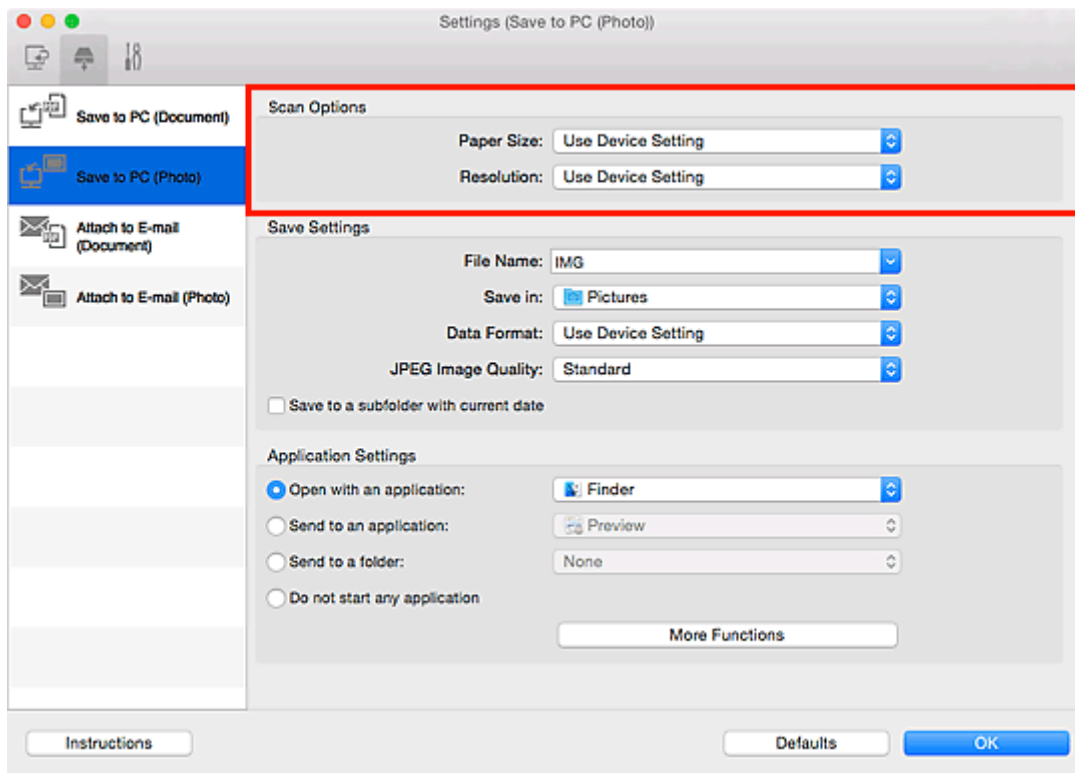 Settings (Save to PC (Photo))
Save to PC (Document)
Save to PC (Photo)
Attach to E-mail
(Document)
Attach to E-mail (Photo)
Scan Options
Paper Size: Use Device Setting
Resolution: Use Device Setting
Save Settings
File Name: IMG
Save in: Pictures
Data Format: Use Device Setting
JPEG Image Quality: Standard
Save to a subfolder with current date
Application Settings
Open with an application: Finder
Send to an application: Preview
Send to a folder: None
Do not start any application
More Functions
Instructions
Defaults
OK